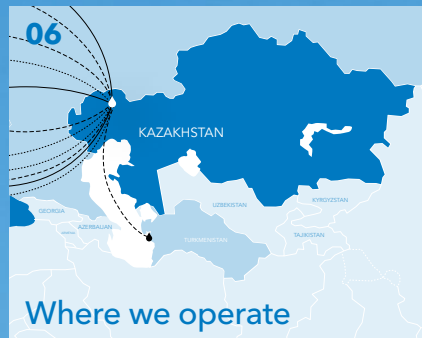 06
KAZAKHSTAN
UZBEKISTAN
KYRGYZSTAN
GEORGIA
AZERBAIJAN
TURKMENISTAN
TAJIKISTAN
Where we operate